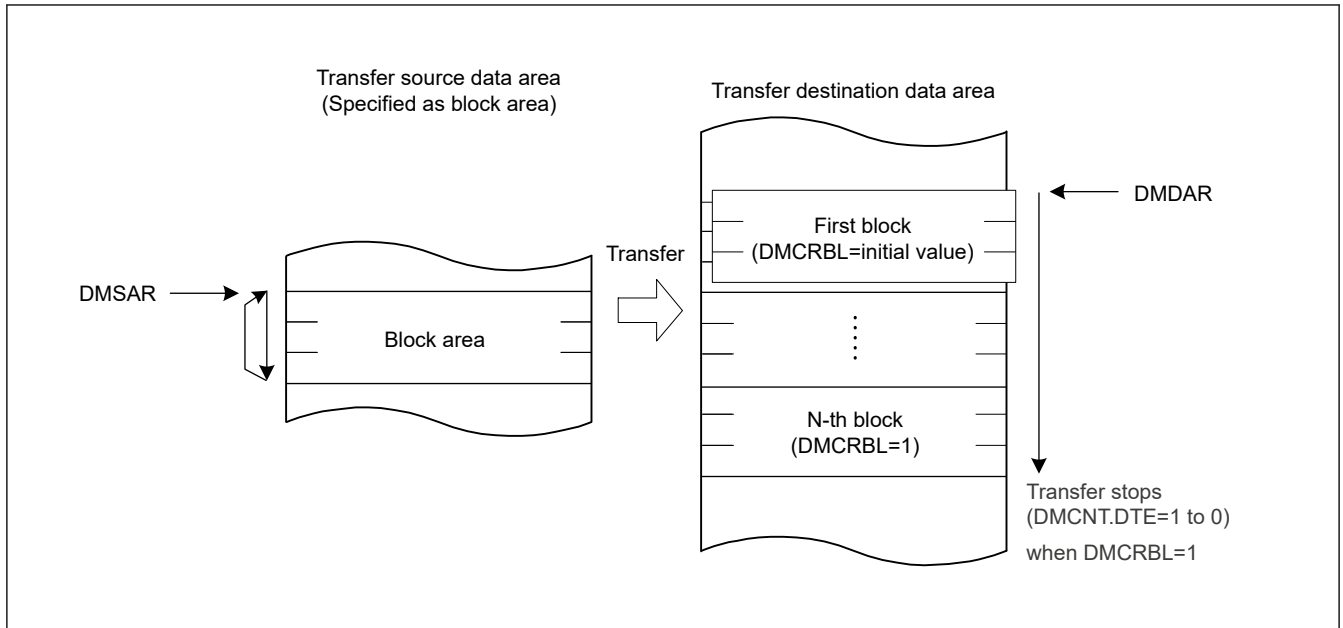 Transfer source data area
(Specified as block area)
Transfer destination data area
DMDAR
First block
(DMCRBL=initial value)
Transfer
DMSAR
Block area
N-th block
(DMCRBL=1)
Transfer stops
(DMCNT.DTE=1 to 0)
when DMCRBL=1